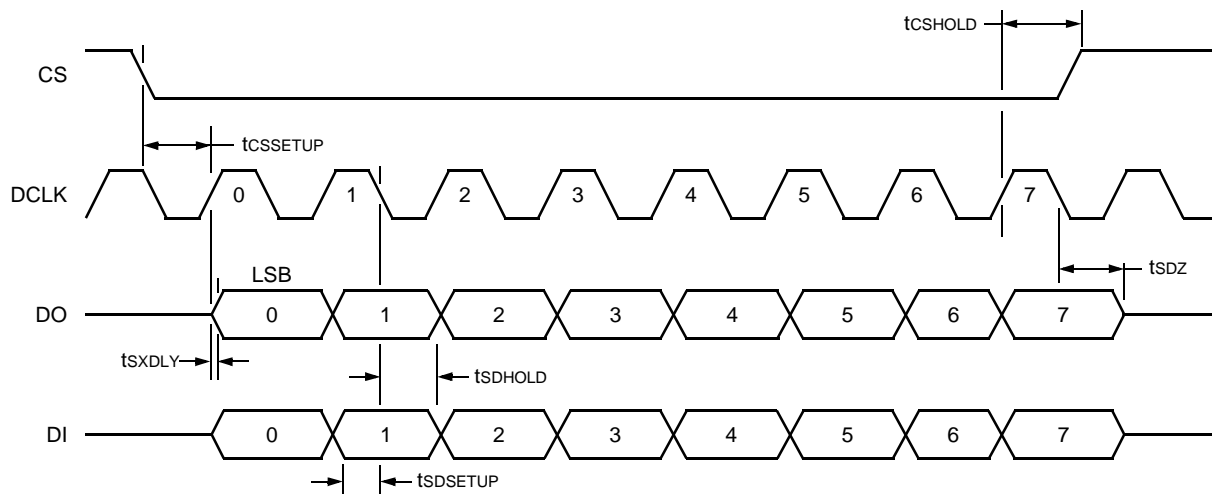 tCSHOLD
CS
tCSSETUP
DCLK 0 1 2 3 4 5 6 7
tSDZ
LSB
DO 0 1 2 3 4 5 6 7
tSXDLY
tSDHOLD
DI 0 1 2 3 4 5 6 7
tSDSETUP